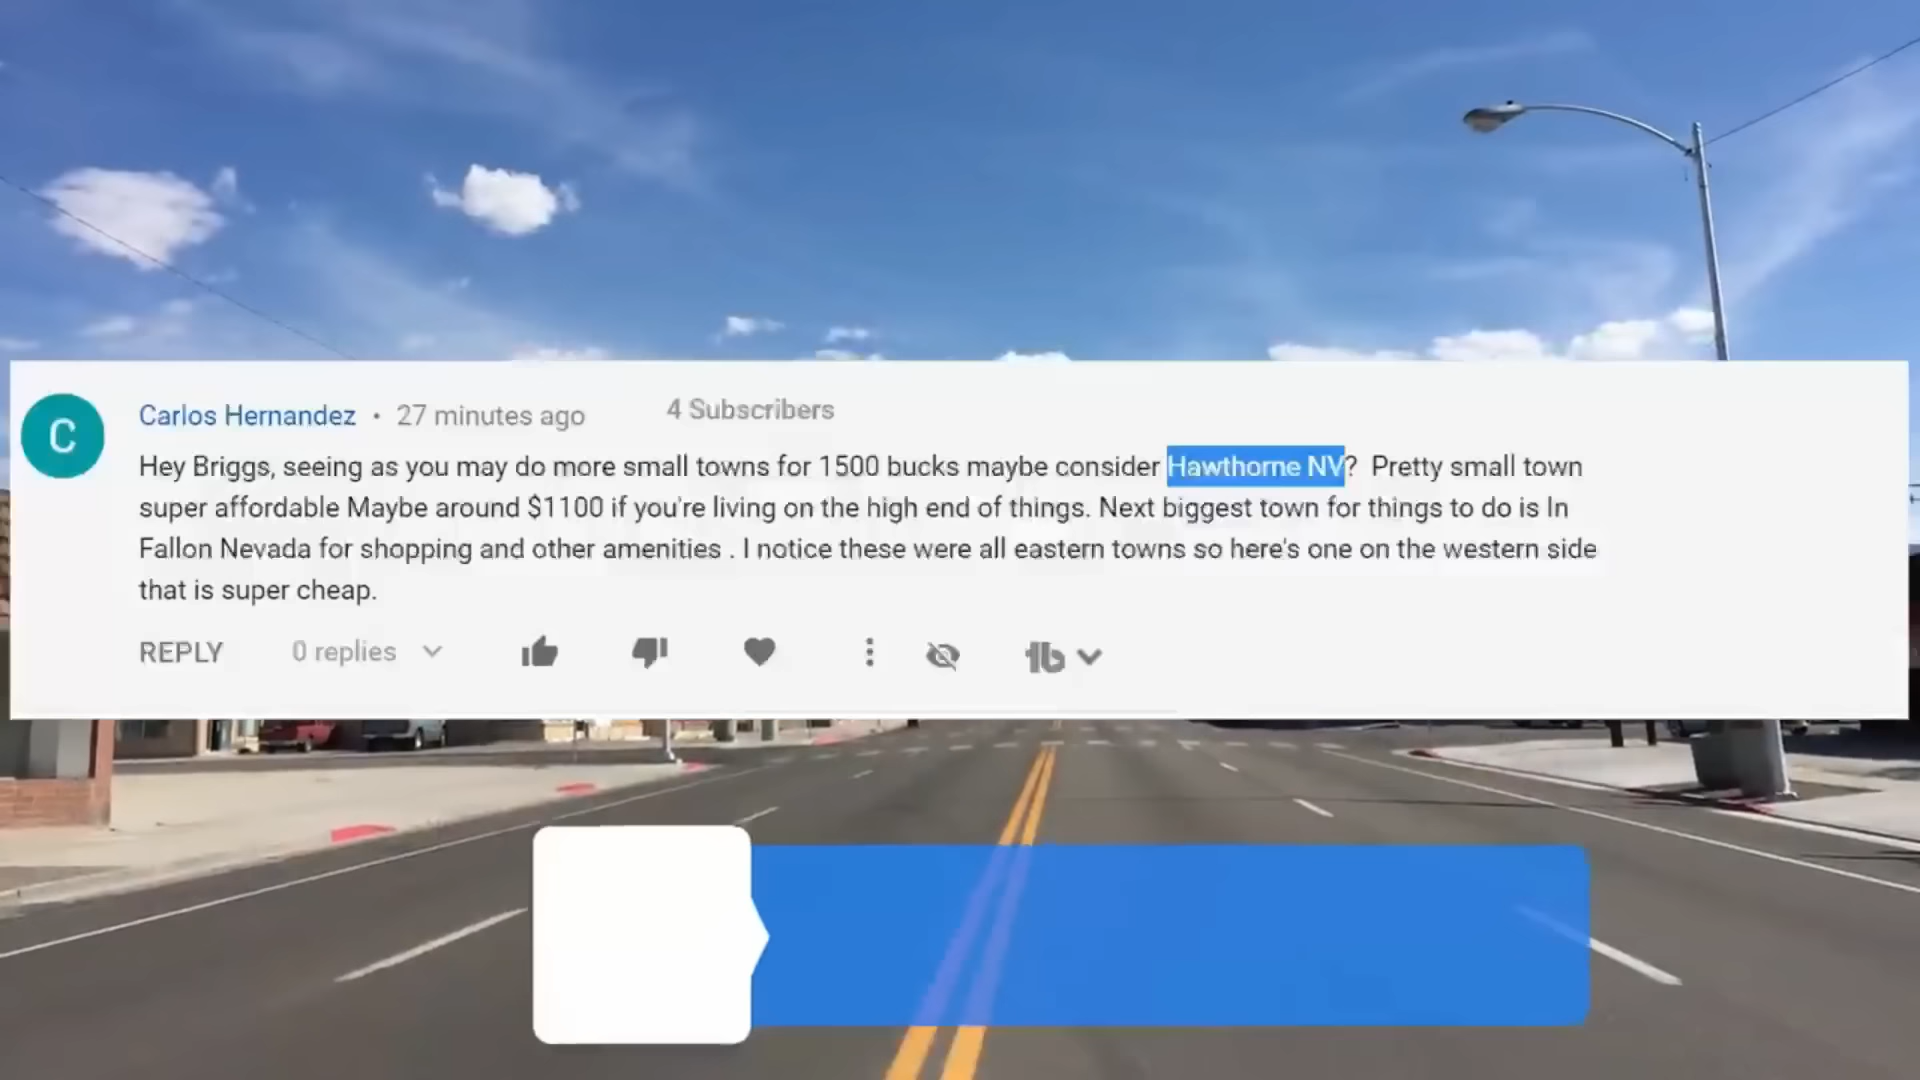 C
Carlos Hernandez • 27 minutes ago 4 Subscribers
Hey Briggs, seeing as you may do more small towns for 1500 bucks maybe consider Hawthorne NV? Pretty small town
super affordable Maybe around $1100 if you're living on the high end of things. Next biggest town for things to do is In
Fallon Nevada for shopping and other amenities . I notice these were all eastern towns so here's one on the western side
that is super cheap.
REPLY 0 replies